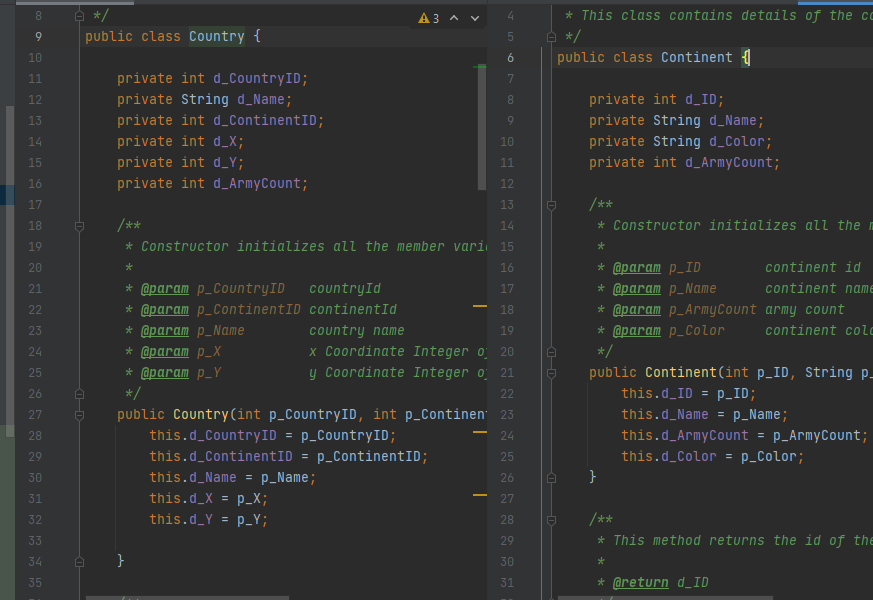 8 */
9 public class Country {
10
11 private int d_CountryID;
12 private String d_Name;
13 private int d_ContinentID;
14 private int d_X;
15 private int d_Y;
16 private int d_ArmyCount;
17
18 /**
19 * Constructor initializes all the member
20 *
21 * @param p_CountryID countryId
22 * @param p_ContinentID continentId
23 * @param p_Name country name
24 * @param p_X x Coordinate Integer
25 * @param p_Y y Coordinate Integer
26 */
27 public Country(int p_CountryID, int p_Continent
28 this.d_CountryID = p_CountryID;
29 this.d_ContinentID = p_ContinentID;
30 this.d_Name = p_Name;
31 this.d_X = p_X;
32 this.d_Y = p_Y;
33
34 }
35
3
4 * This class contains details of the
5 */
6 public class Continent {
7
8 private int d_ID;
9 private String d_Name;
10 private String d_Color;
11 private int d_ArmyCount;
12
13 /**
14 * Constructor initializes all the
15 *
16 * @param p_ID continent id
17 * @param p_Name continent name
18 * @param p_ArmyCount army count
19 * @param p_Color continent
20 */
21 public Continent(int p_ID, String p_
22 this.d_ID = p_ID;
23 this.d_Name = p_Name;
24 this.d_ArmyCount = p_ArmyCount;
25 this.d_Color = p_Color;
26 }
27
28 /**
29 * This method returns the id of the
30 *
31 * @return d_ID